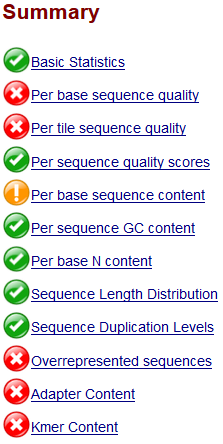 Summary
Basic Statistics
Per base sequence quality
Per tile sequence quality
Per sequence quality scores
Per base sequence content
Per sequence GC content
Per base N content
Sequence Length Distribution
Sequence Duplication Levels
Overrepresented sequences
Adapter Content
Kmer Content